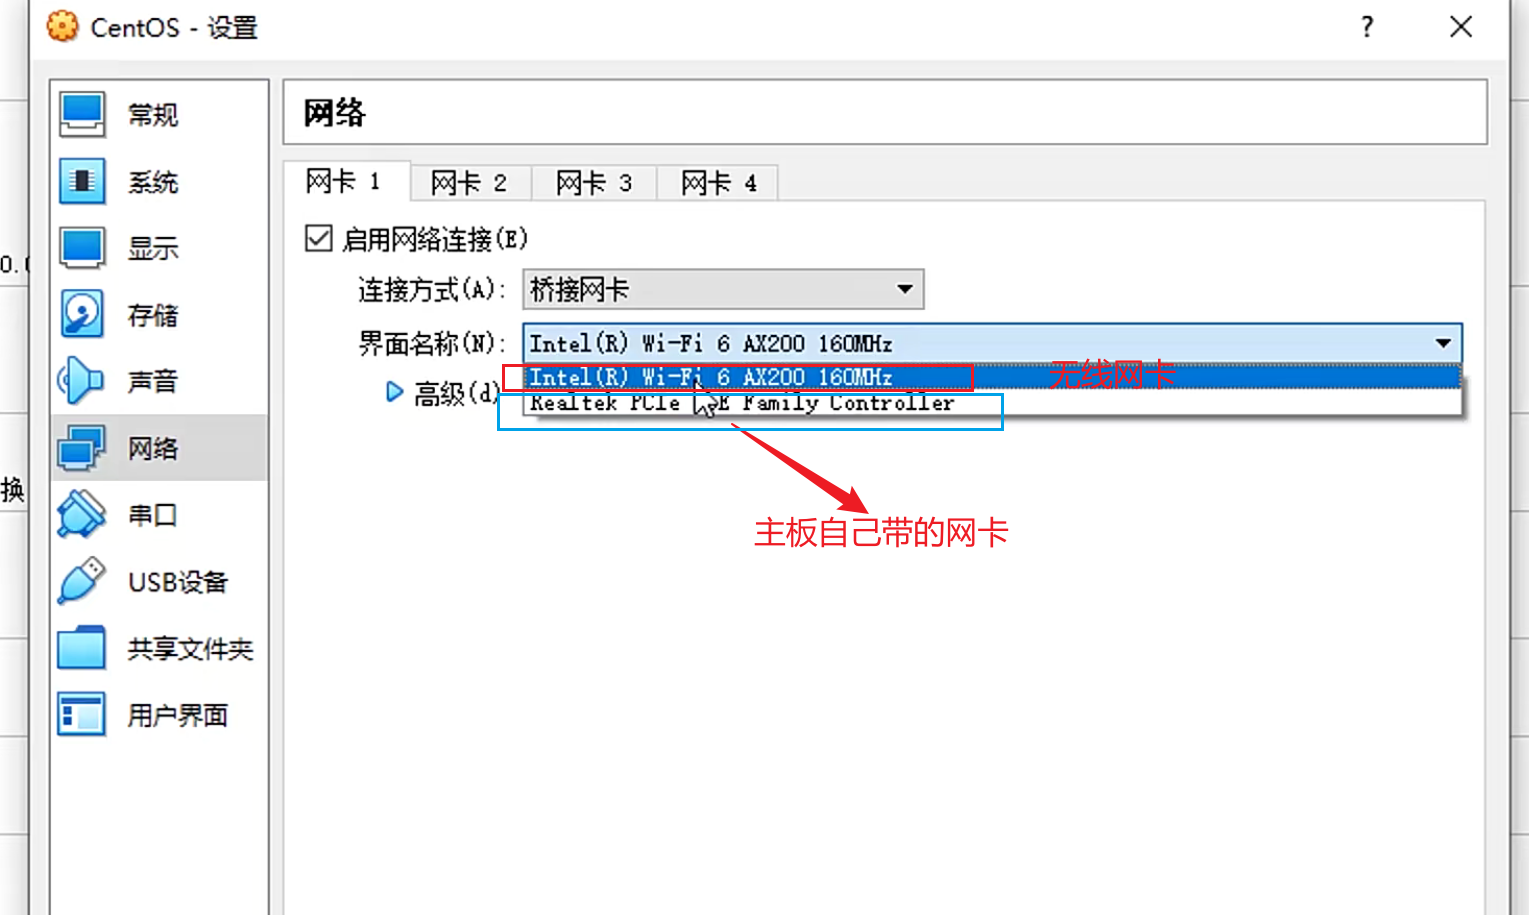 CentOS - 设置
?
常规
系统
显示
存储
声音
网络
串口
USB设备
共享文件夹
用户界面
网络
网卡 1
网卡 2
网卡 3
网卡 4
启用网络连接(E)
连接方式(A):
桥接网卡
界面名称(N):
Intel(R) Wi-Fi 6 AX200 160MHz
Intel(R) Wi-Fi 6 AX200 160MHz
无线网卡
高级(d)
Realtek PCIe Family Controller
主板自己带的网卡
换